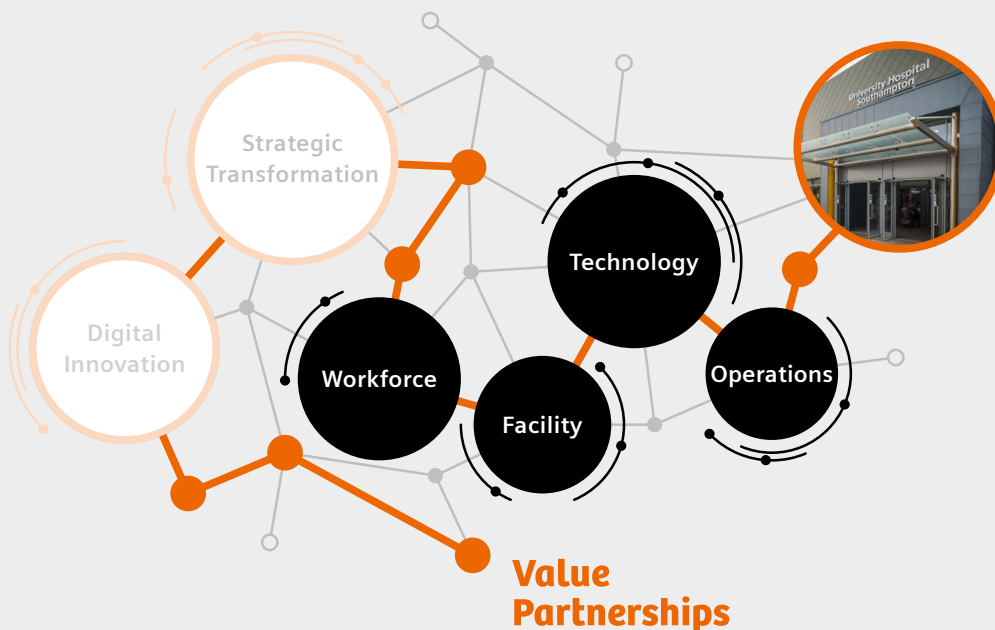 Strategic
Transformation
University Hospital
Southampton
Technology
Digital
Innovation
Workforce
Facility
Operations
Value
Partnerships